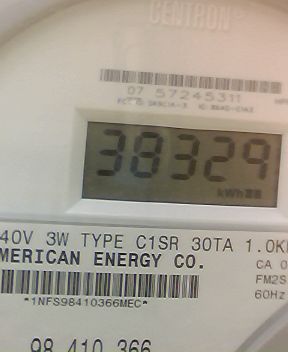 CENTRON®
07 57245311
38329
kWh
40V 3W TYPE C1SR 30TA 1.0K
MERICAN ENERGY CO.
CA 0
FM2S
60Hz
*1NFS98410366MEC*
98 410 366